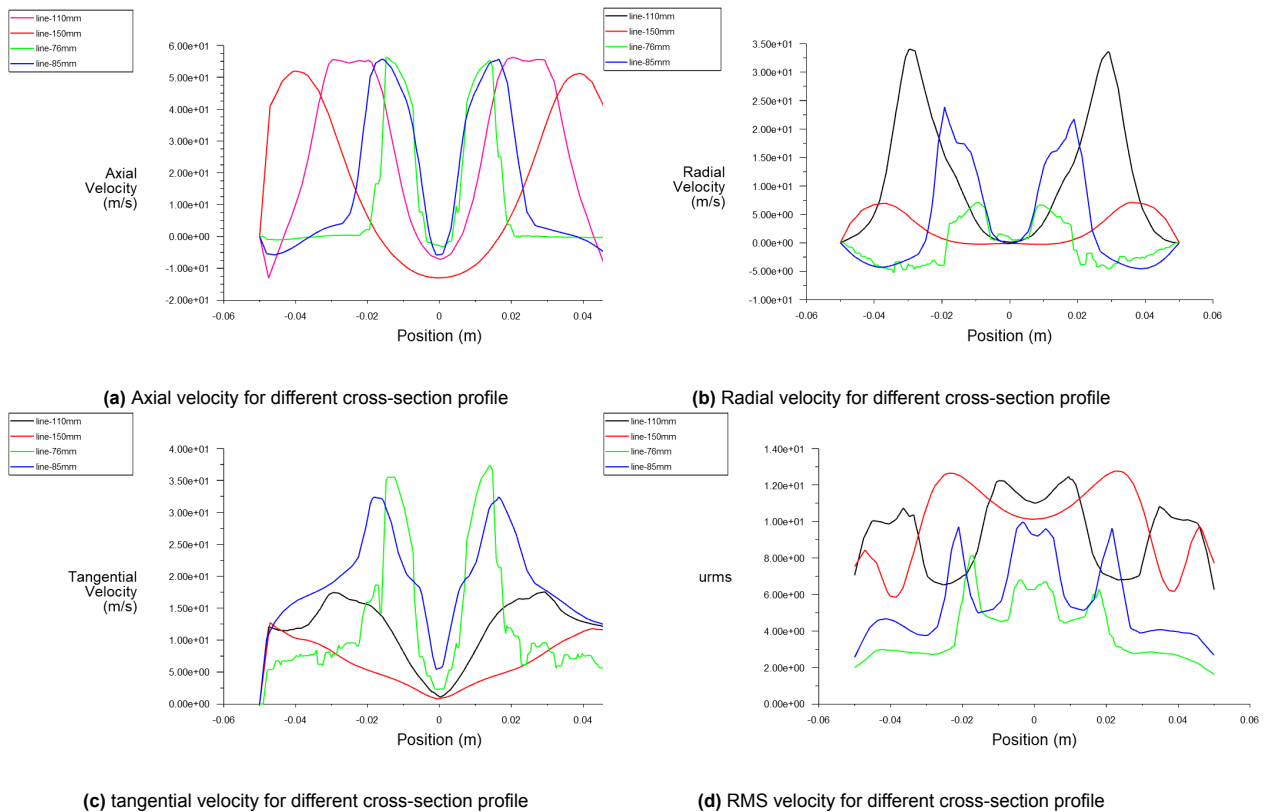 line-110mm
line-150mm
line-76mm
line-85mm
6.00e+01
5.00e+01
4.00e+01
3.00e+01
2.00e+01
1.00e+01
0.00e+00
-1.00e+01
-2.00e+01
Axial
Velocity
(m/s)
-0.06 -0.04 -0.02 0 0.02 0.04
Position (m)
(a) Axial velocity for different cross-section profile
line-110mm
line-150mm
line-76mm
line-85mm
3.50e+01
3.00e+01
2.50e+01
2.00e+01
1.50e+01
1.00e+01
5.00e+00
0.00e+00
-5.00e+00
-1.00e+01
Radial
Velocity
(m/s)
-0.06 -0.04 -0.02 0 0.02 0.04 0.06
Position (m)
(b) Radial velocity for different cross-section profile
line-110mm
line-150mm
line-76mm
line-85mm
4.00e+01
3.50e+01
3.00e+01
2.50e+01
2.00e+01
1.50e+01
1.00e+01
5.00e+00
0.00e+00
Tangential
Velocity
(m/s)
-0.06 -0.04 -0.02 0 0.02 0.04
Position (m)
(c) tangential velocity for different cross-section profile
line-110mm
line-150mm
line-76mm
line-85mm
1.40e+01
1.20e+01
1.00e+01
8.00e+00
6.00e+00
4.00e+00
2.00e+00
0.00e+00
urms
-0.06 -0.04 -0.02 0 0.02 0.04 0.06
Position (m)
(d) RMS velocity for different cross-section profile